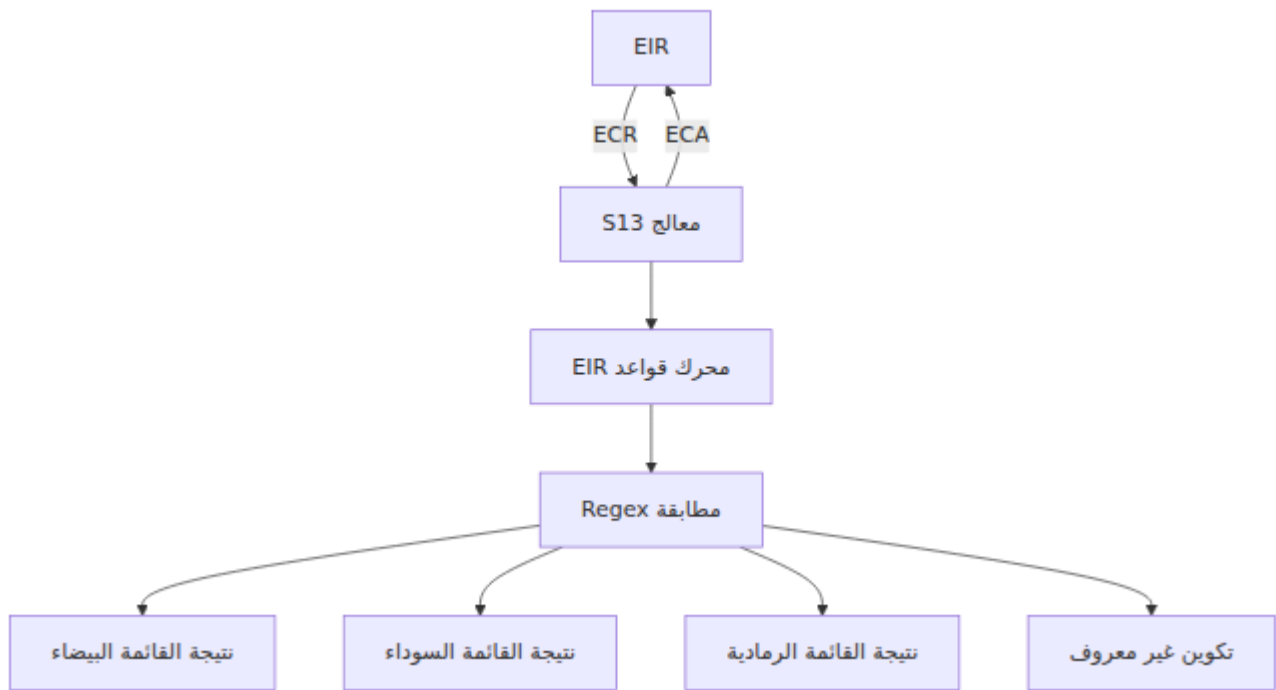 EIR
ECR
ECA
معالج S13
محرك قواعد EIR
مطابقة Regex
نتيجة القائمة البيضاء
نتيجة القائمة السوداء
نتيجة القائمة الرمادية
تكوين غير معروف